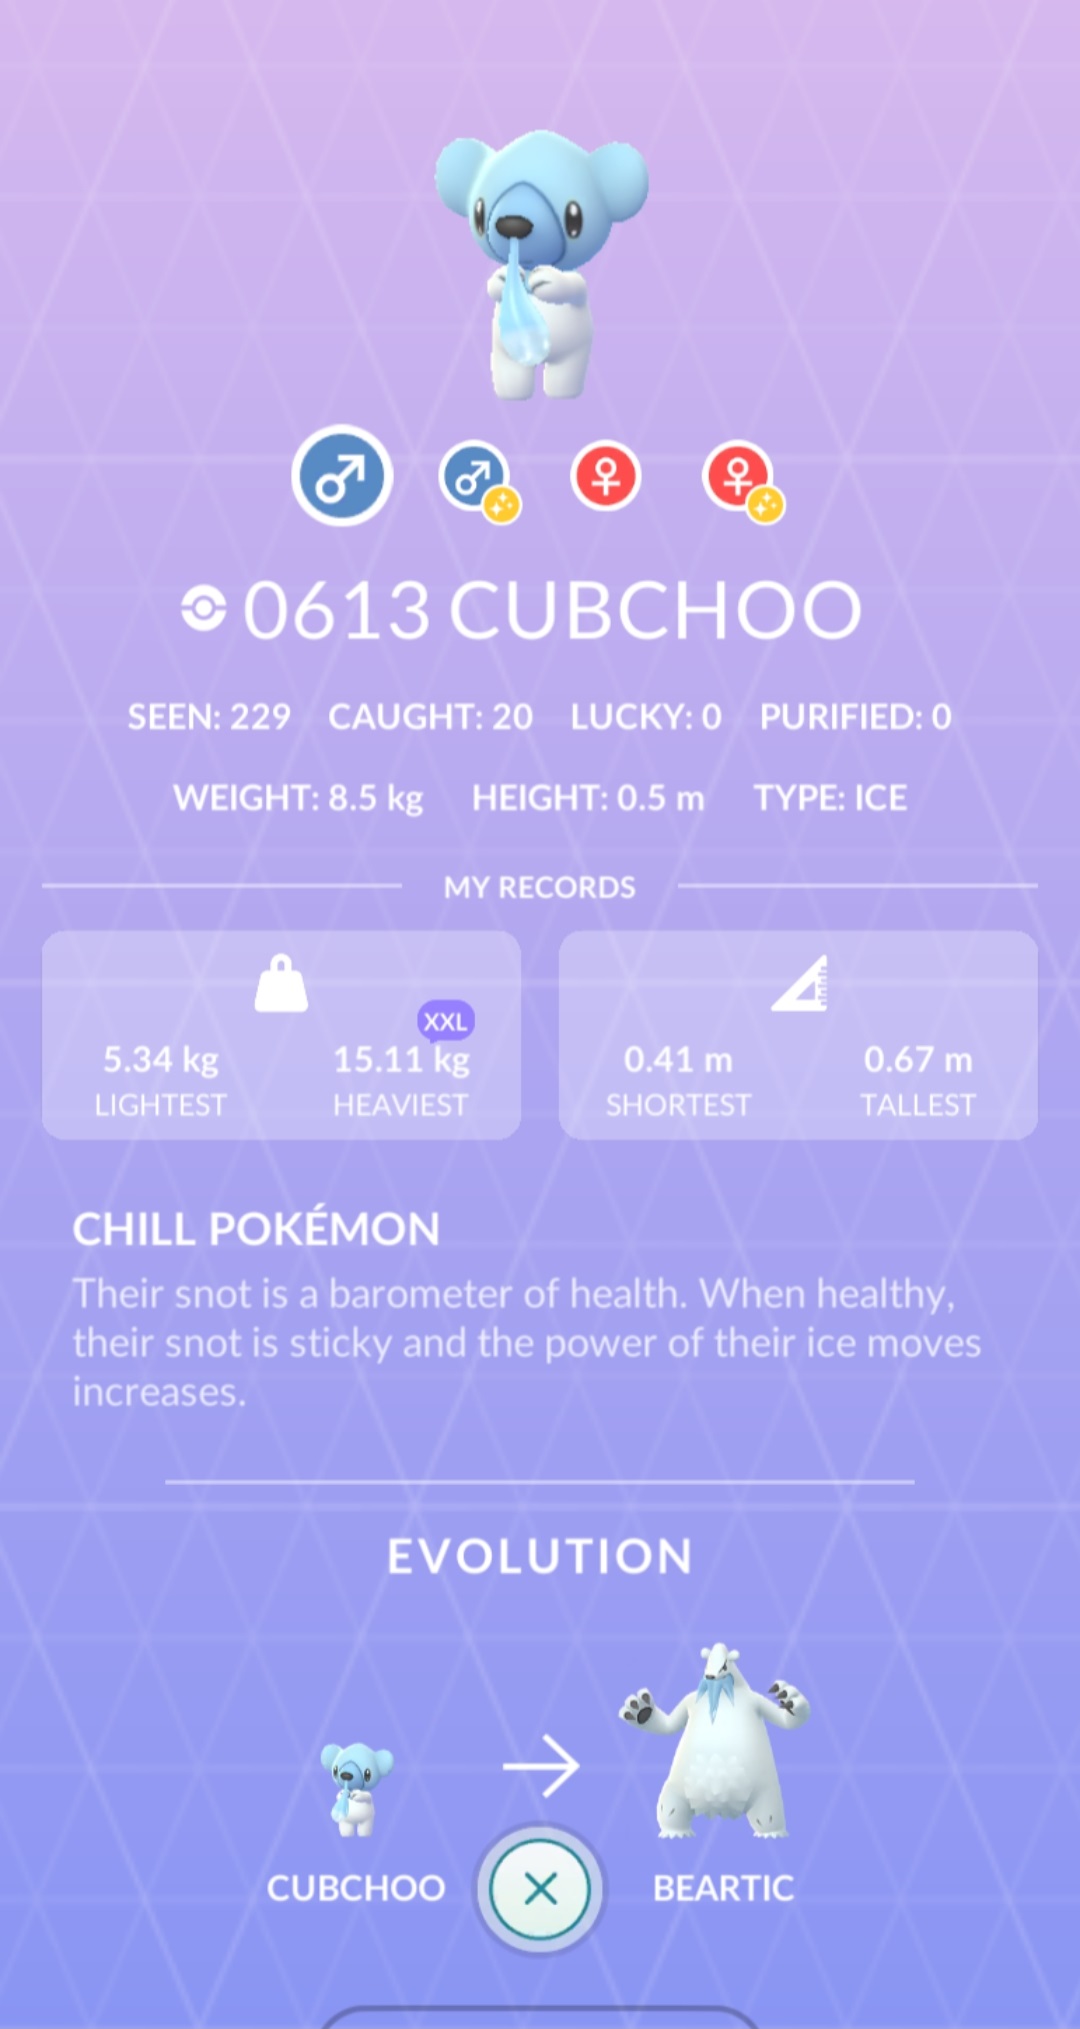 0613 CUBCHOO
SEEN: 229 CAUGHT: 20 LUCKY: 0 PURIFIED: 0
WEIGHT: 8.5 kg HEIGHT: 0.5 m TYPE: ICE
MY RECORDS
XXL
5.34 kg 15.11 kg 0.41 m 0.67 m
LIGHTEST HEAVIEST SHORTEST TALLEST
CHILL POKÉMON
Their snot is a barometer of health. When healthy,
their snot is sticky and the power of their ice moves
increases.
EVOLUTION
CUBCHOO BEARTIC